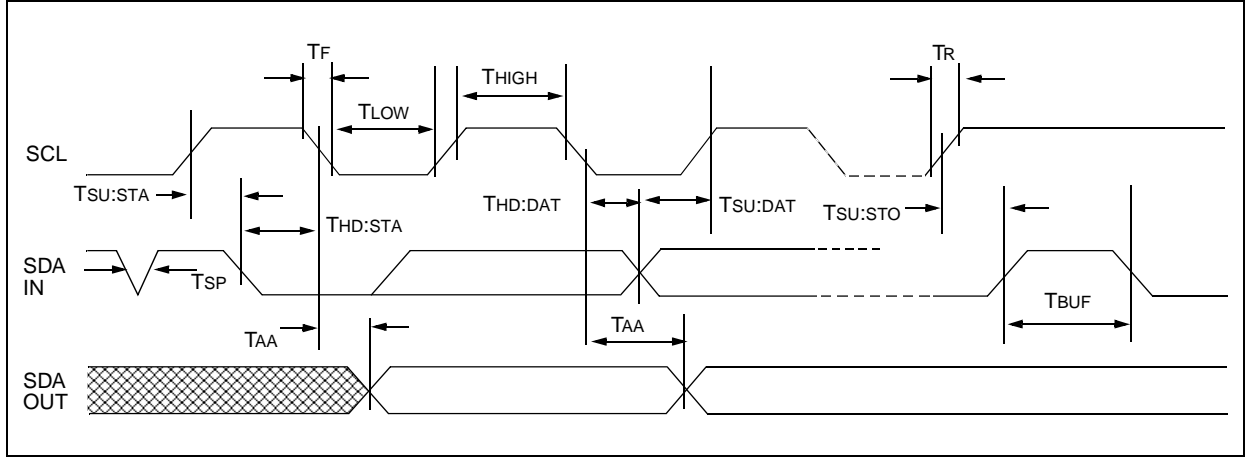 TF
TR
THIGH
TLOW
SCL
TSU:STA
THD:STA
THD:DAT
TSU:DAT
TSU:STO
SDA
IN
TSP
TBUF
TAA
TAA
SDA
OUT